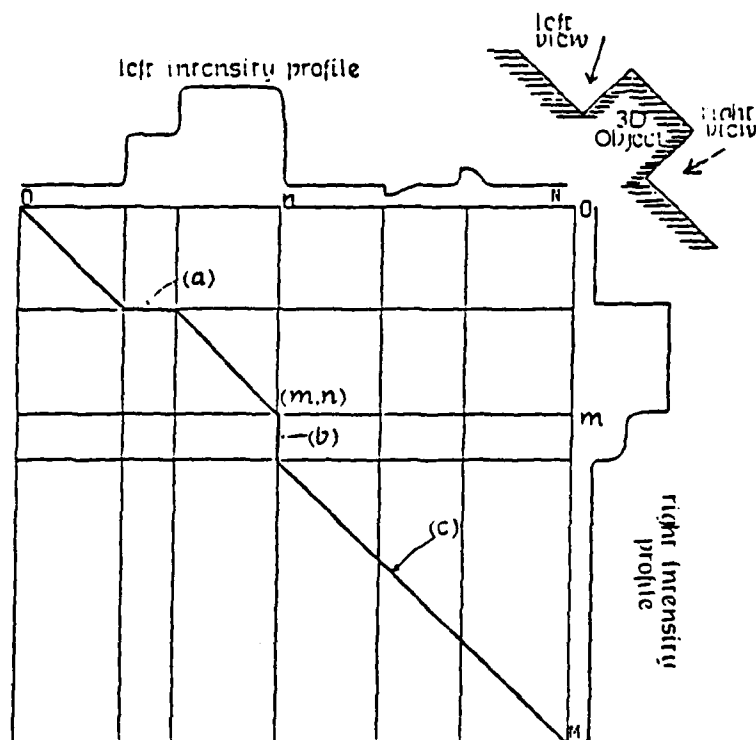 left
view
left intensity profile
right
view
3D
Object
0
n
N
0
(a)
(m,n)
m
(b)
(c)
right intensity
profile
M